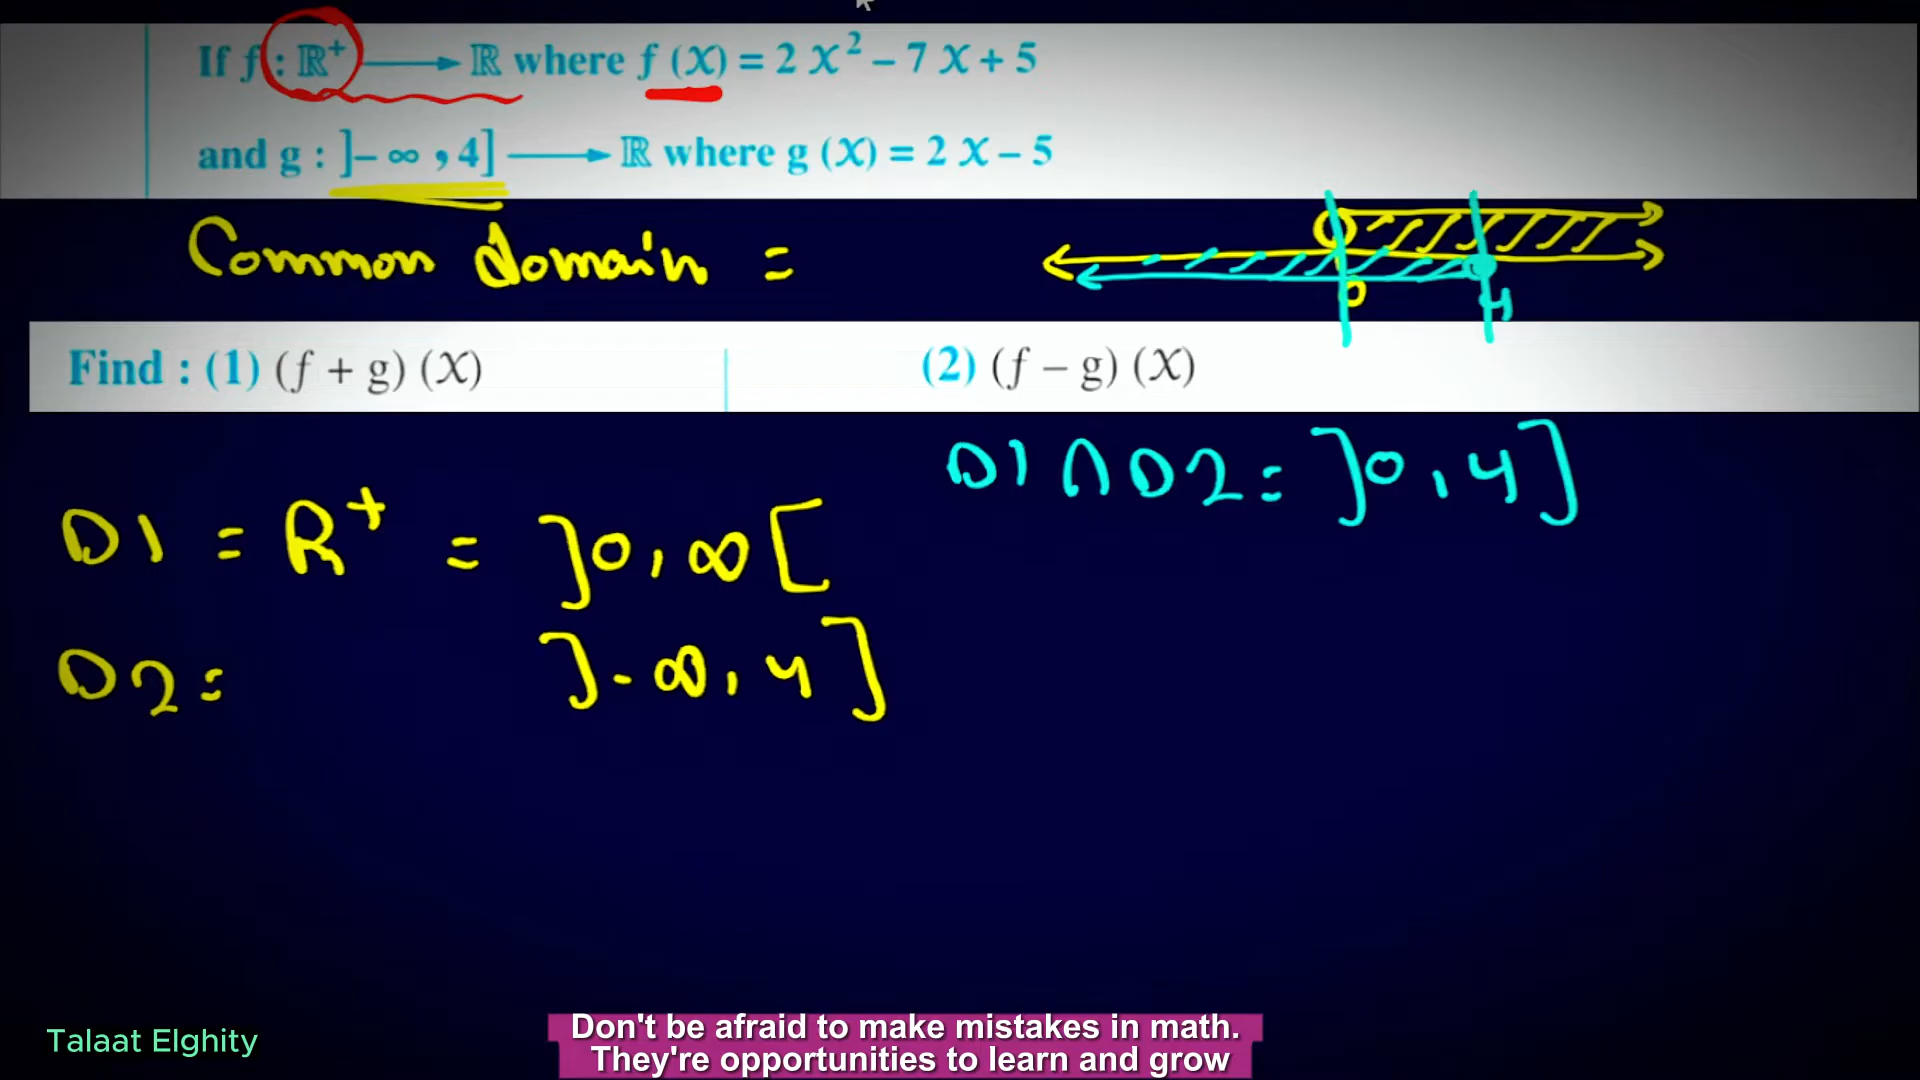 If f : ℝ⁺ ⟶ ℝ where f (X) = 2 X² – 7 X + 5
and g : ]– ∞ , 4] ⟶ ℝ where g (X) = 2 X – 5
Common domain =
0 4
Find : (1) (f + g) (X) (2) (f – g) (X)
D1 ∩ D2 = ]0, 4]
D1 = R⁺ = ]0, ∞[
D2 = ]-∞, 4]
Talaat Elghity
Don't be afraid to make mistakes in math.
They're opportunities to learn and grow